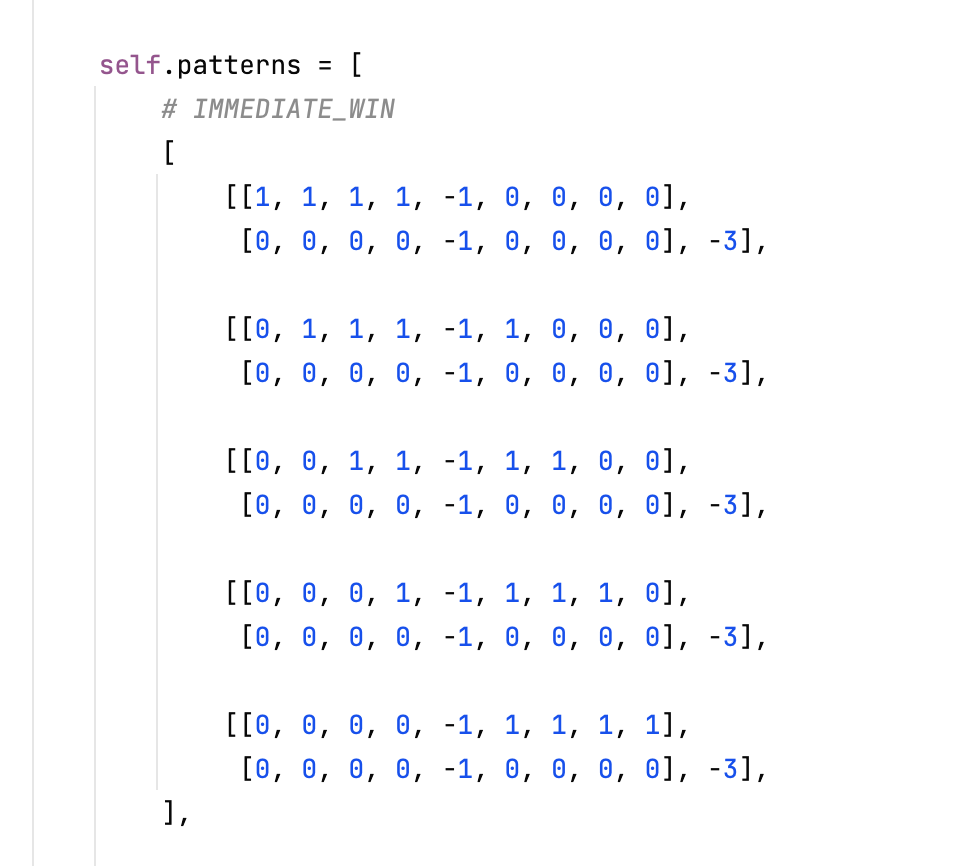 self.patterns = [
# IMMEDIATE_WIN
[
[[1, 1, 1, 1, -1, 0, 0, 0, 0],
[0, 0, 0, 0, -1, 0, 0, 0, 0], -3],
[[0, 1, 1, 1, -1, 1, 0, 0, 0],
[0, 0, 0, 0, -1, 0, 0, 0, 0], -3],
[[0, 0, 1, 1, -1, 1, 1, 0, 0],
[0, 0, 0, 0, -1, 0, 0, 0, 0], -3],
[[0, 0, 0, 1, -1, 1, 1, 1, 0],
[0, 0, 0, 0, -1, 0, 0, 0, 0], -3],
[[0, 0, 0, 0, -1, 1, 1, 1, 1],
[0, 0, 0, 0, -1, 0, 0, 0, 0], -3],
],